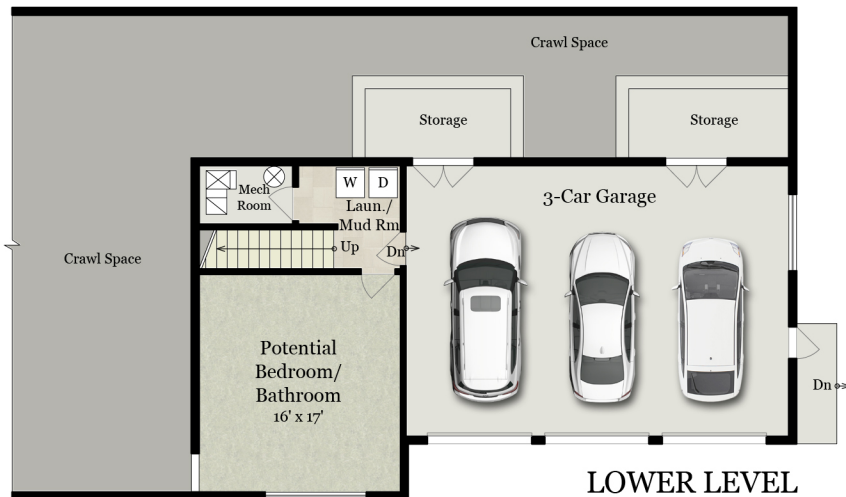 Crawl Space
Storage
Storage
W
D
Mech
Room
Laun./
Mud Rm
3-Car Garage
Up
Dn
Crawl Space
Potential
Bedroom/
Bathroom
16' x 17'
Dn
LOWER LEVEL